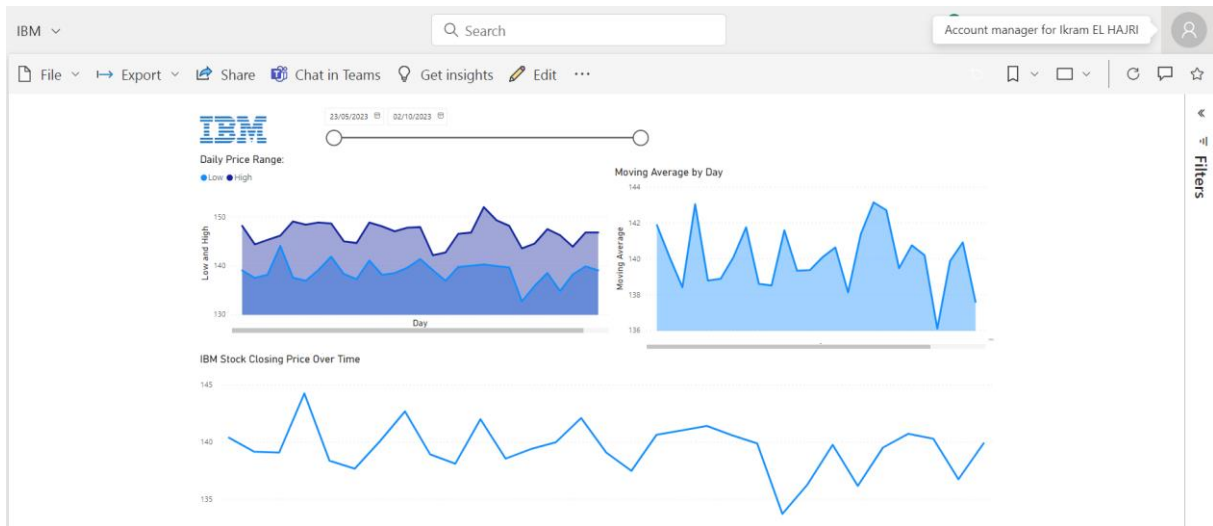 IBM
Search
Account manager for Ikram EL HAJRI
File
Export
Share
Chat in Teams
Get insights
Edit
Filters
IBM
23/05/2023
02/10/2023
Daily Price Range:
Low High
150
140
130
Low and High
Day
Moving Average by Day
144
142
140
138
136
Moving Average
IBM Stock Closing Price Over Time
145
140
135